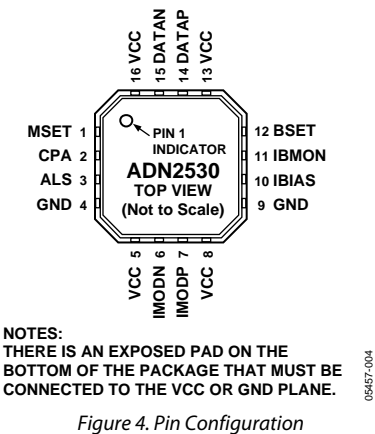 16 VCC
15 DATAN
14 DATAP
13 VCC
MSET 1
CPA 2
ALS 3
GND 4
PIN 1
INDICATOR
ADN2530
TOP VIEW
(Not to Scale)
12 BSET
11 IBMON
10 IBIAS
9 GND
VCC 5
IMODN 6
IMODP 7
VCC 8
NOTES:
THERE IS AN EXPOSED PAD ON THE
BOTTOM OF THE PACKAGE THAT MUST BE
CONNECTED TO THE VCC OR GND PLANE.
05457-004
Figure 4. Pin Configuration